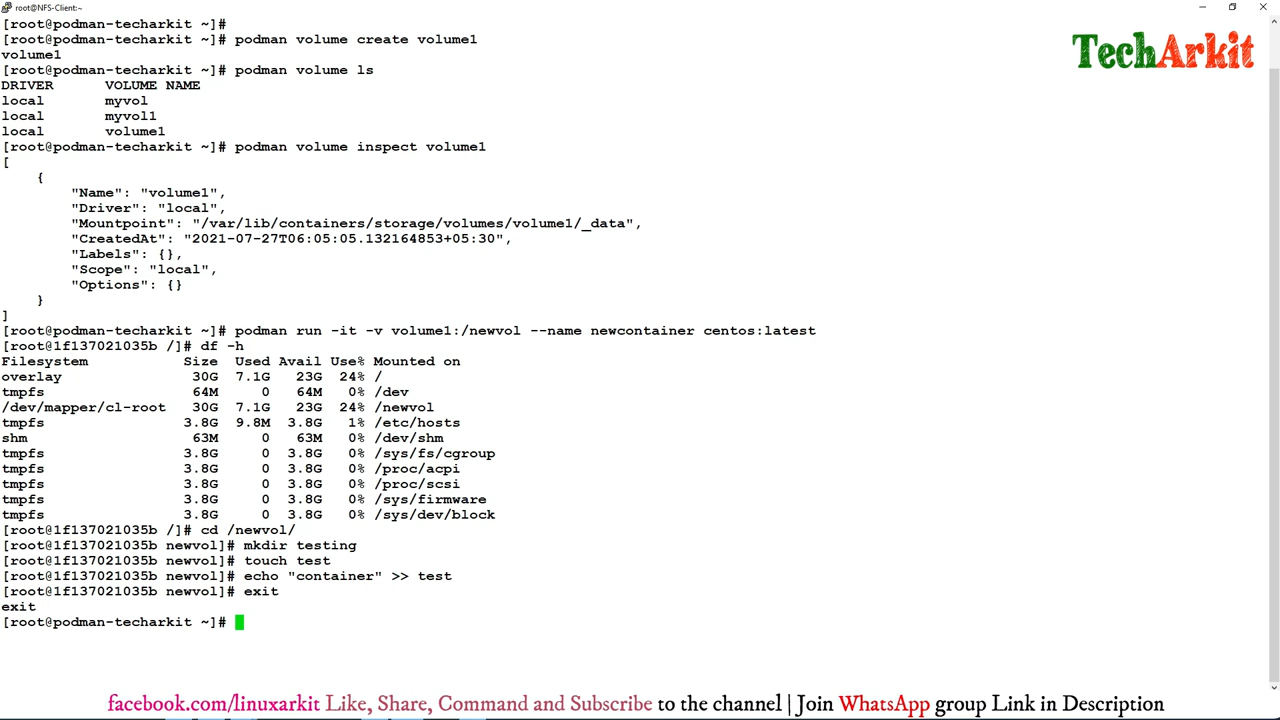 root@NFS-Client:~
[root@podman-techarkit ~]#
[root@podman-techarkit ~]# podman volume create volume1
volume1
[root@podman-techarkit ~]# podman volume ls
DRIVER      VOLUME NAME
local       myvol
local       myvol1
local       volume1
[root@podman-techarkit ~]# podman volume inspect volume1
[
    {
        "Name": "volume1",
        "Driver": "local",
        "Mountpoint": "/var/lib/containers/storage/volumes/volume1/_data",
        "CreatedAt": "2021-07-27T06:05:05.132164853+05:30",
        "Labels": {},
        "Scope": "local",
        "Options": {}
    }
]
[root@podman-techarkit ~]# podman run -it -v volume1:/newvol --name newcontainer centos:latest
[root@1f137021035b /]# df -h
Filesystem           Size  Used Avail Use% Mounted on
overlay               30G  7.1G   23G  24% /
tmpfs                 64M     0   64M   0% /dev
/dev/mapper/cl-root   30G  7.1G   23G  24% /newvol
tmpfs                3.8G  9.8M  3.8G   1% /etc/hosts
shm                   63M     0   63M   0% /dev/shm
tmpfs                3.8G     0  3.8G   0% /sys/fs/cgroup
tmpfs                3.8G     0  3.8G   0% /proc/acpi
tmpfs                3.8G     0  3.8G   0% /proc/scsi
tmpfs                3.8G     0  3.8G   0% /sys/firmware
tmpfs                3.8G     0  3.8G   0% /sys/dev/block
[root@1f137021035b /]# cd /newvol/
[root@1f137021035b newvol]# mkdir testing
[root@1f137021035b newvol]# touch test
[root@1f137021035b newvol]# echo "container" >> test
[root@1f137021035b newvol]# exit
exit
[root@podman-techarkit ~]#
TechArkit
facebook.com/linuxarkit Like, Share, Command and Subscribe to the channel | Join WhatsApp group Link in Description